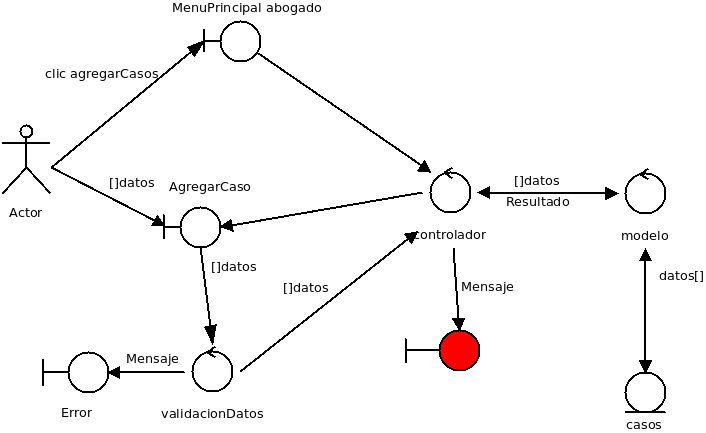 MenuPrincipal abogado
clic agregarCasos
[]datos
AgregarCaso
[]datos
Resultado
Actor
controlador
modelo
[]datos
[]datos
Mensaje
datos[]
Mensaje
Error
validacionDatos
casos